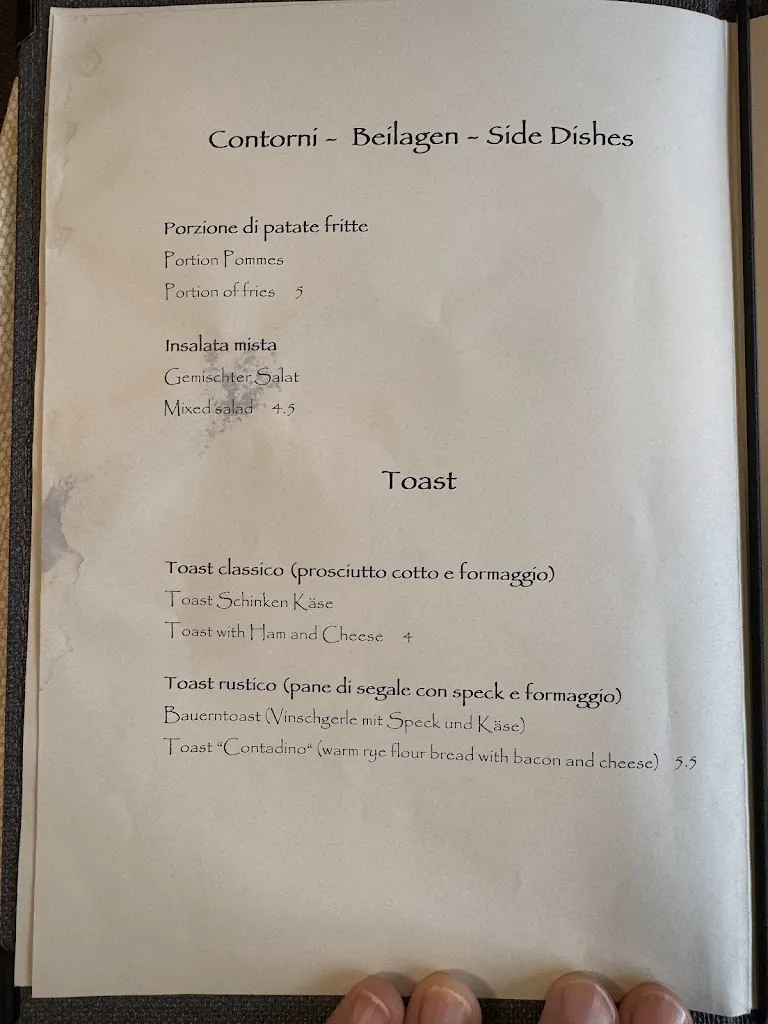 Contorni - Beilagen - Side Dishes
Porzione di patate fritte
Portion Pommes
Portion of fries 5
Insalata mista
Gemischter Salat
Mixed salad 4.5
Toast
Toast classico (prosciutto cotto e formaggio)
Toast Schinken Käse
Toast with Ham and Cheese 4
Toast rustico (pane di segale con speck e formaggio)
Bauerntoast (Vinschgerle mit Speck und Käse)
Toast “Contadino“ (warm rye flour bread with bacon and cheese) 5.5